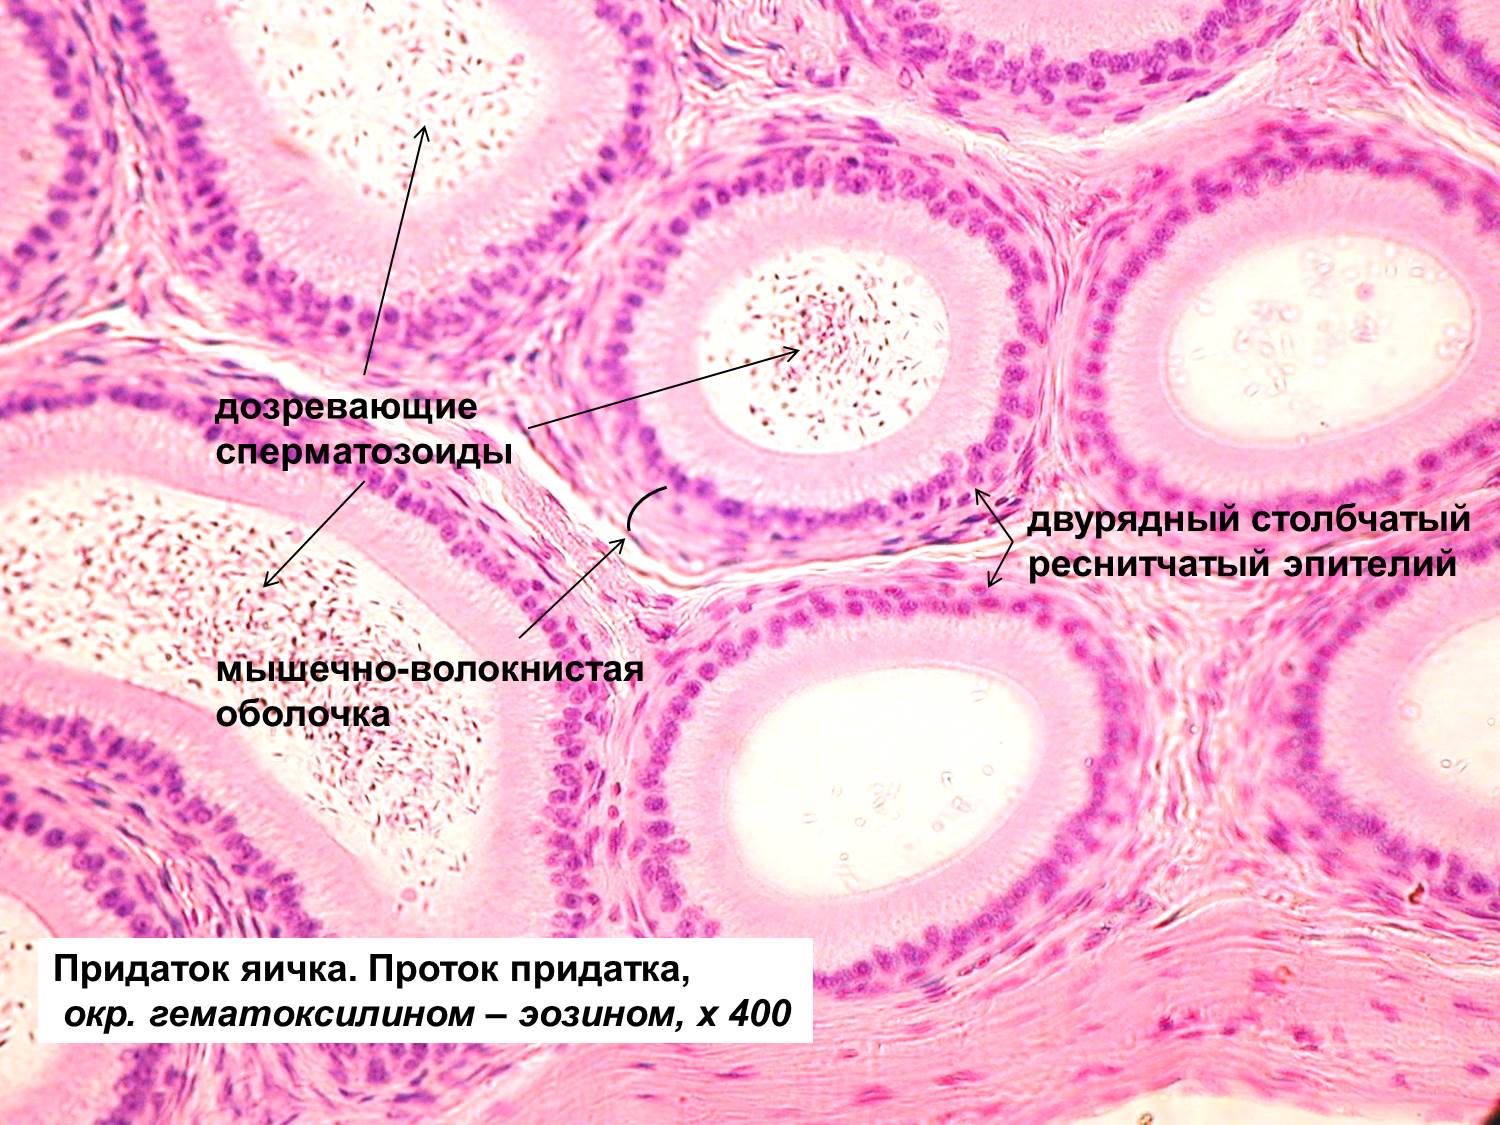 дозревающие
сперматозоиды
двурядный столбчатый
реснитчатый эпителий
мышечно-волокнистая
оболочка
Придаток яичка. Проток придатка,
окр. гематоксилином – эозином, х 400